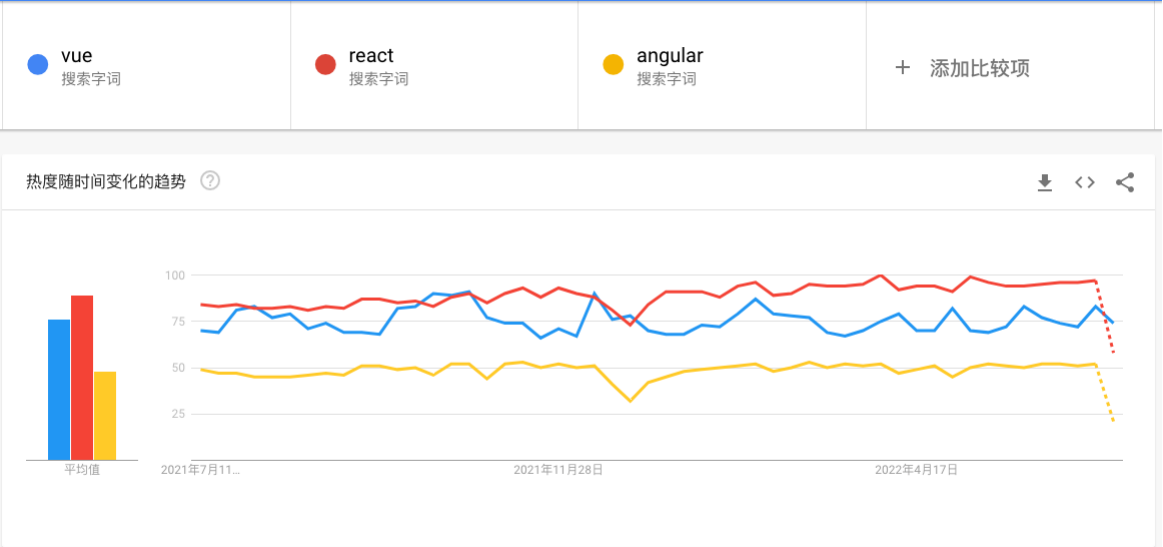 vue
搜索字词
react
搜索字词
angular
搜索字词
+ 添加比较项
热度随时间变化的趋势 ?
100
75
50
25
平均值
2021年7月11...
2021年11月28日
2022年4月17日